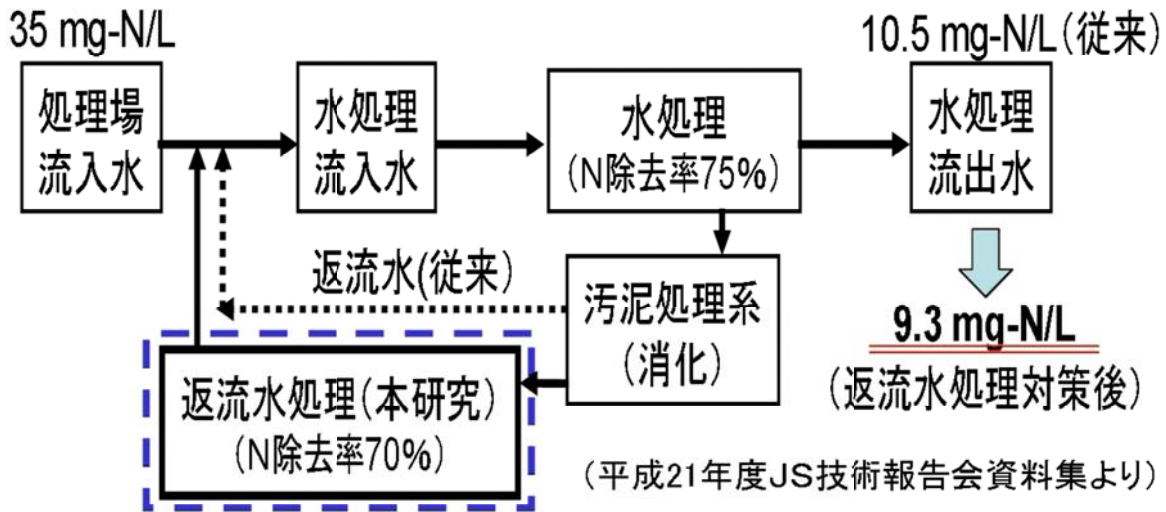 35 mg-N/L
10.5 mg-N/L(従来)
処理場
流入水
水処理
流入水
水処理
(N除去率75%)
水処理
流出水
返流水(従来)
汚泥処理系
(消化)
9.3 mg-N/L
(返流水処理対策後)
返流水処理(本研究)
(N除去率70%)
(平成21年度JS技術報告会資料集より)